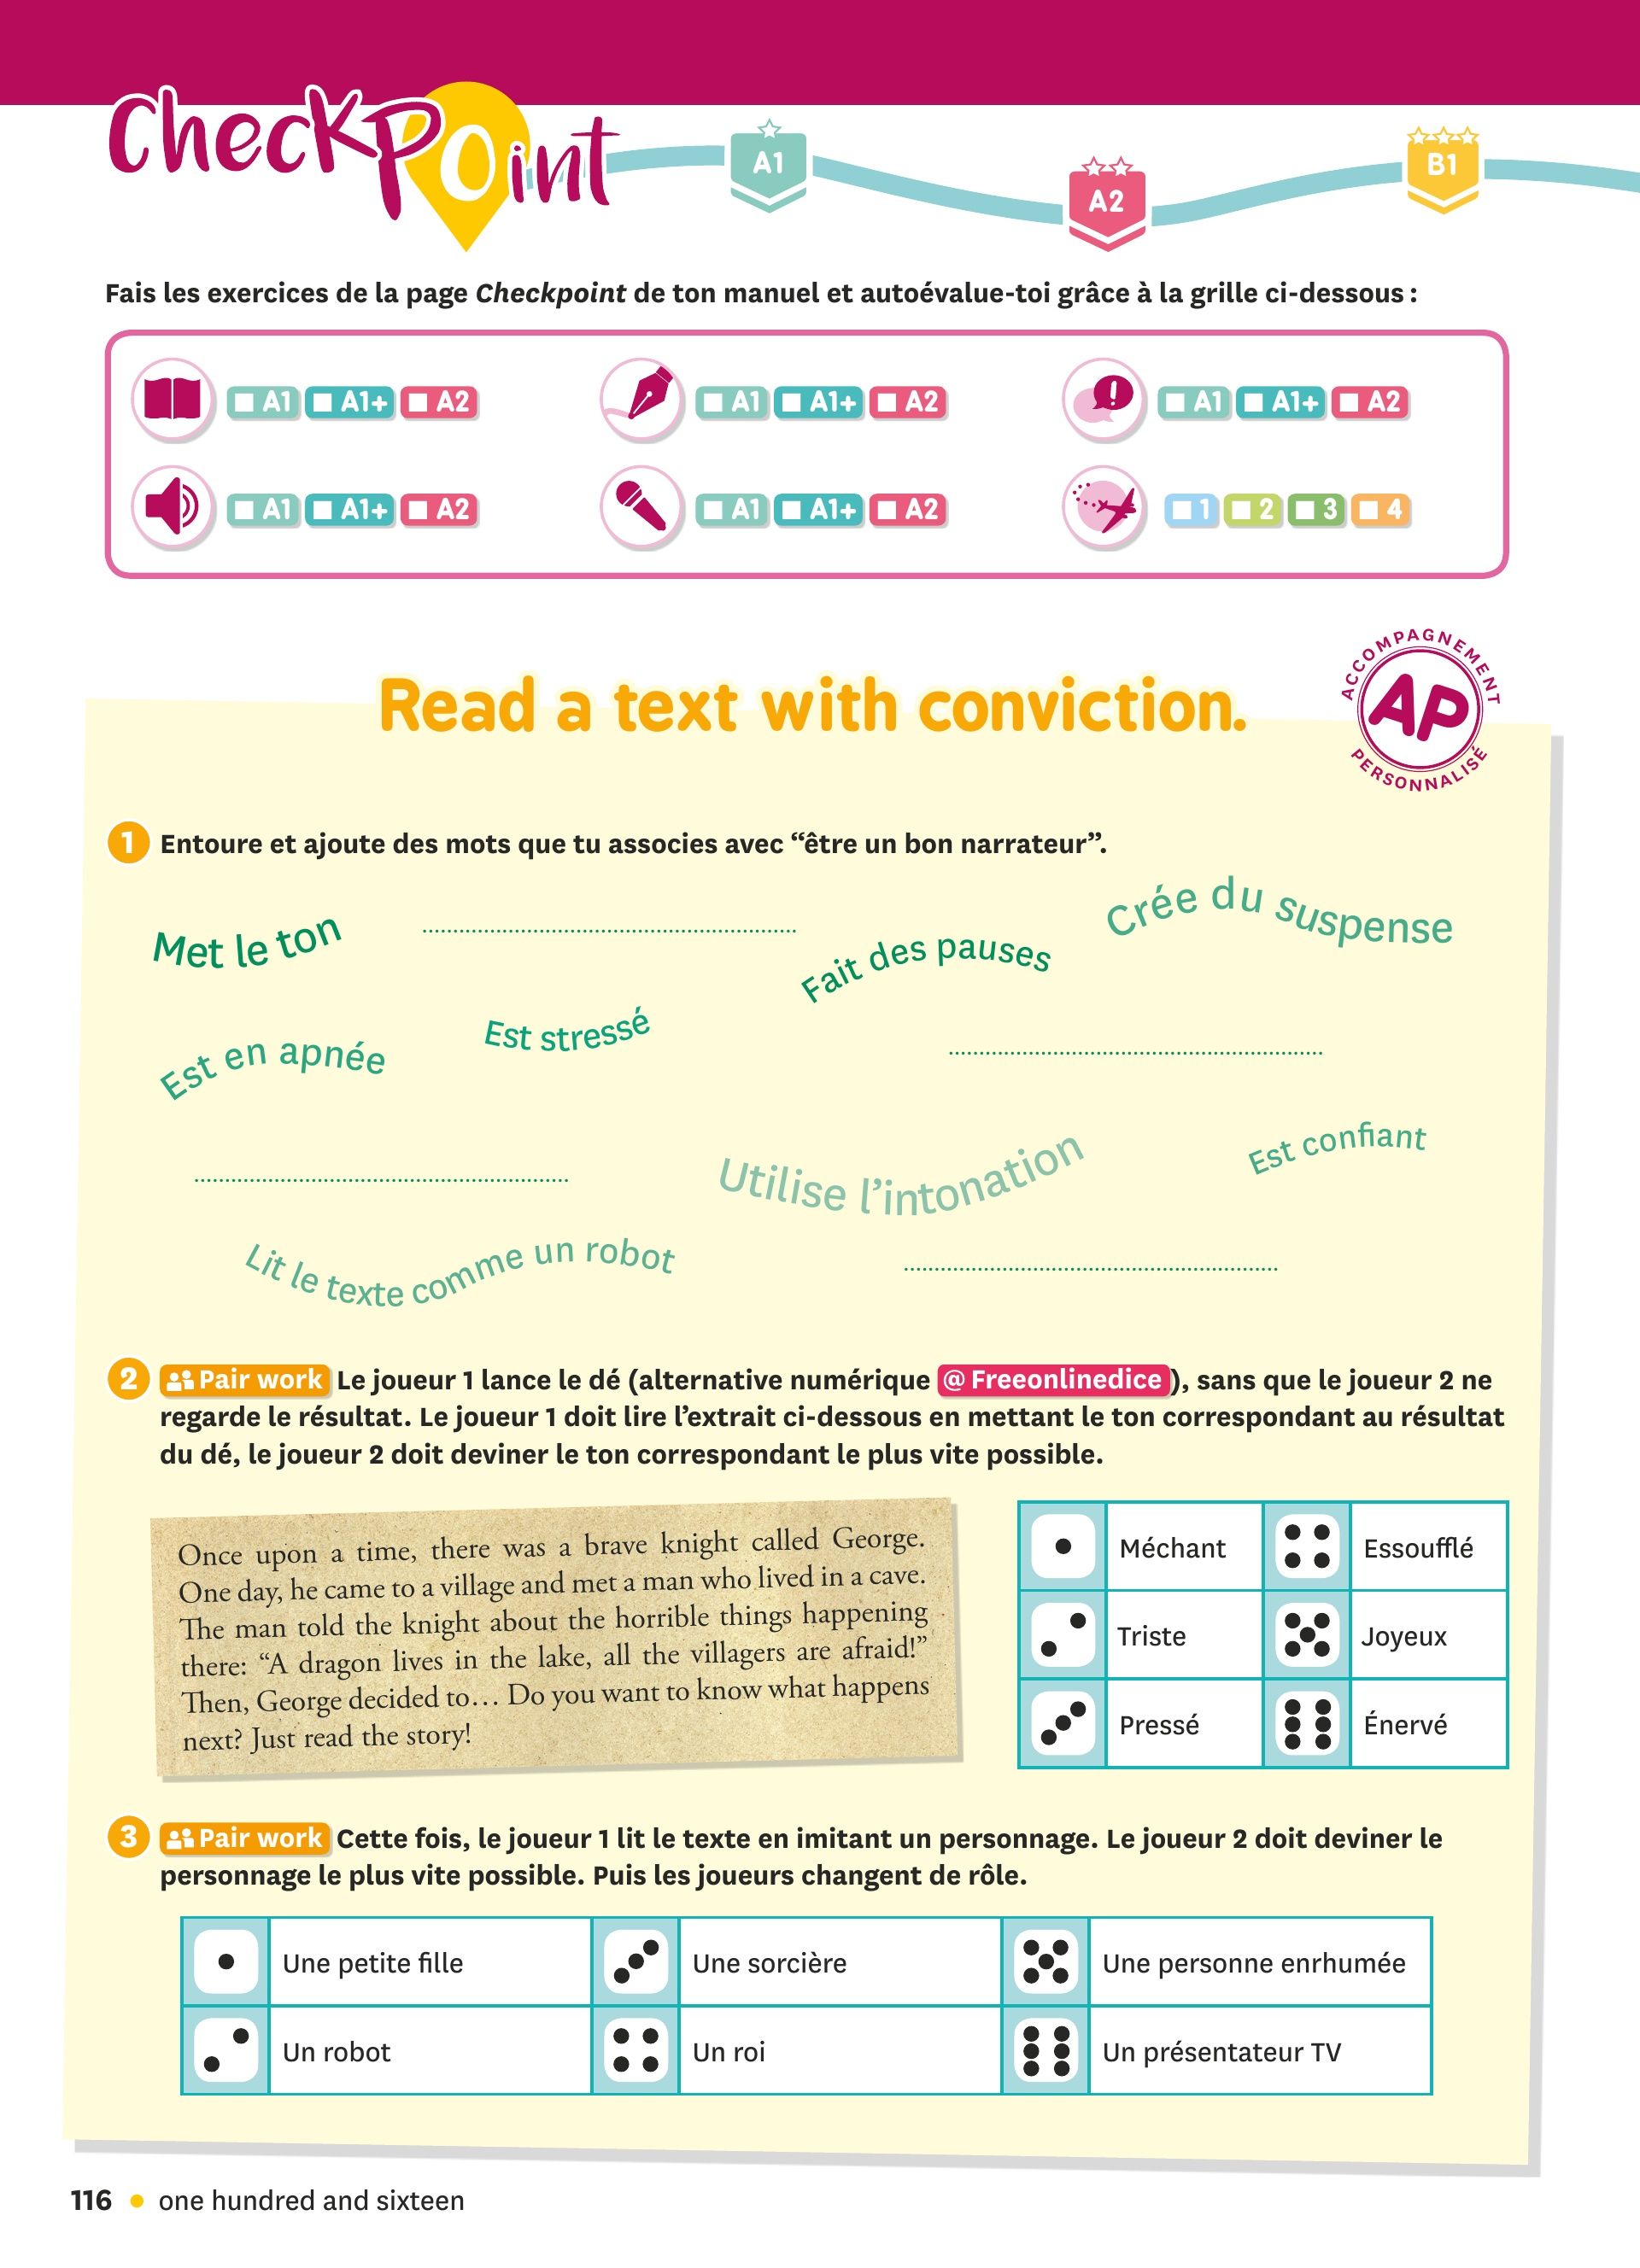 CheckPoint
A1
A2
B1
Fais les exercices de la page Checkpoint de ton manuel et autoévalue-toi grâce à la grille ci-dessous :
A1 A1+ A2
A1 A1+ A2
A1 A1+ A2
A1 A1+ A2
A1 A1+ A2
1 2 3 4
Read a text with conviction.
ACCOMPAGNEMENT
AP
PERSONNALISÉ
1 Entoure et ajoute des mots que tu associes avec “être un bon narrateur”.
Met le ton
Fait des pauses
Crée du suspense
Est en apnée
Est stressé
Utilise l’intonation
Est confiant
Lit le texte comme un robot
2 Pair work Le joueur 1 lance le dé (alternative numérique @ Freeonlinedice ), sans que le joueur 2 ne
regarde le résultat. Le joueur 1 doit lire l’extrait ci-dessous en mettant le ton correspondant au résultat
du dé, le joueur 2 doit deviner le ton correspondant le plus vite possible.
Once upon a time, there was a brave knight called George.
One day, he came to a village and met a man who lived in a cave.
The man told the knight about the horrible things happening
there: “A dragon lives in the lake, all the villagers are afraid!”
Then, George decided to… Do you want to know what happens
next? Just read the story!
Méchant Essoufflé
Triste Joyeux
Pressé Énervé
3 Pair work Cette fois, le joueur 1 lit le texte en imitant un personnage. Le joueur 2 doit deviner le
personnage le plus vite possible. Puis les joueurs changent de rôle.
Une petite fille Une sorcière Une personne enrhumée
Un robot Un roi Un présentateur TV
116 • one hundred and sixteen